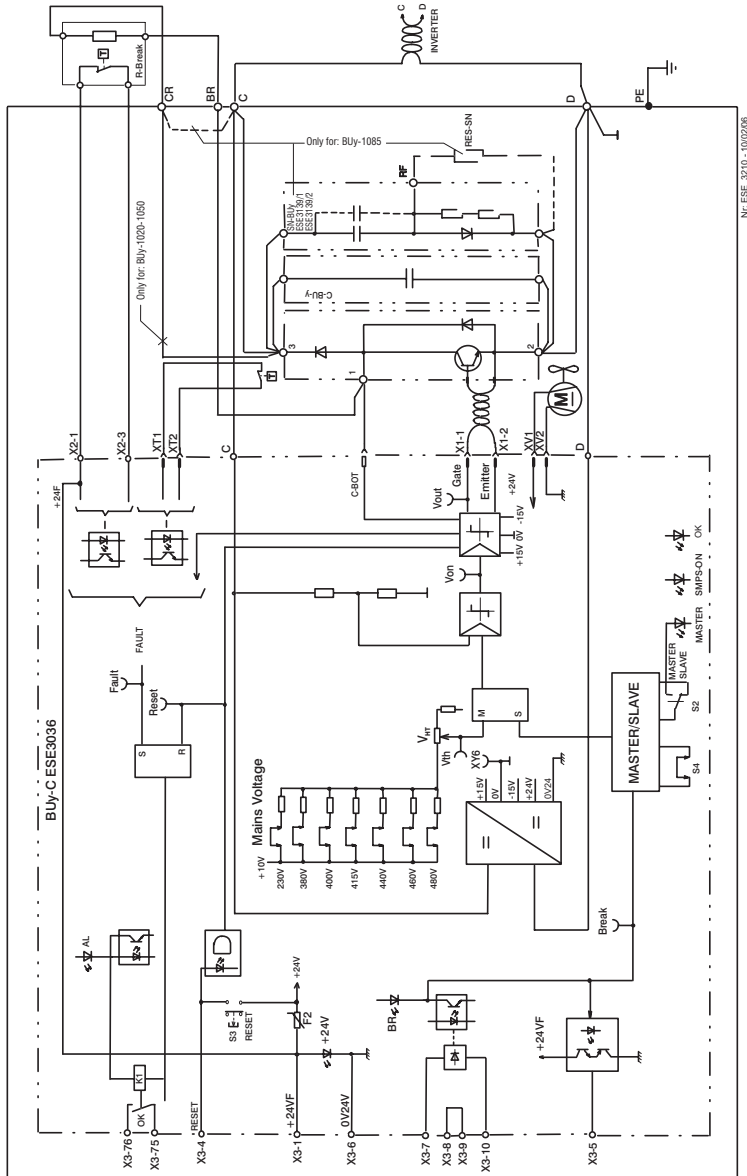 C
D
INVERTER
R-Break
T
CR
BR
C
D
PE
Only for: BUy-1085
Only for: BUy-1020-1050
RES-SN
RF
SN-BUy
ESE3139/1
ESE3139/2
C-BU-y
3
2
1
T
M
X2-1
X2-3
XT1
XT2
C
C-BOT
X1-1
X1-2
XV1
XV2
D
+24F
Gate
Emitter
+24V
Vout
+15V
0V
-15V
Von
FAULT
Fault
Reset
S
R
BUy-C ESE3036
Mains Voltage
+10V
230V
380V
400V
415V
440V
460V
480V
VHT
Vth
XY6
M
S
+15V
0V
-15V
+24V
0V24
OK
SMPS-ON
MASTER
MASTER
SLAVE
S2
MASTER/SLAVE
S4
AL
D
S3
E
RESET
+24V
F2
+24V
BR
Break
+24VF
K1
OK
RESET
+24VF
0V24V
X3-76
X3-75
X3-4
X3-1
X3-6
X3-7
X3-8
X3-9
X3-10
X3-5
Nr: ESE 3210 - 10/02/06